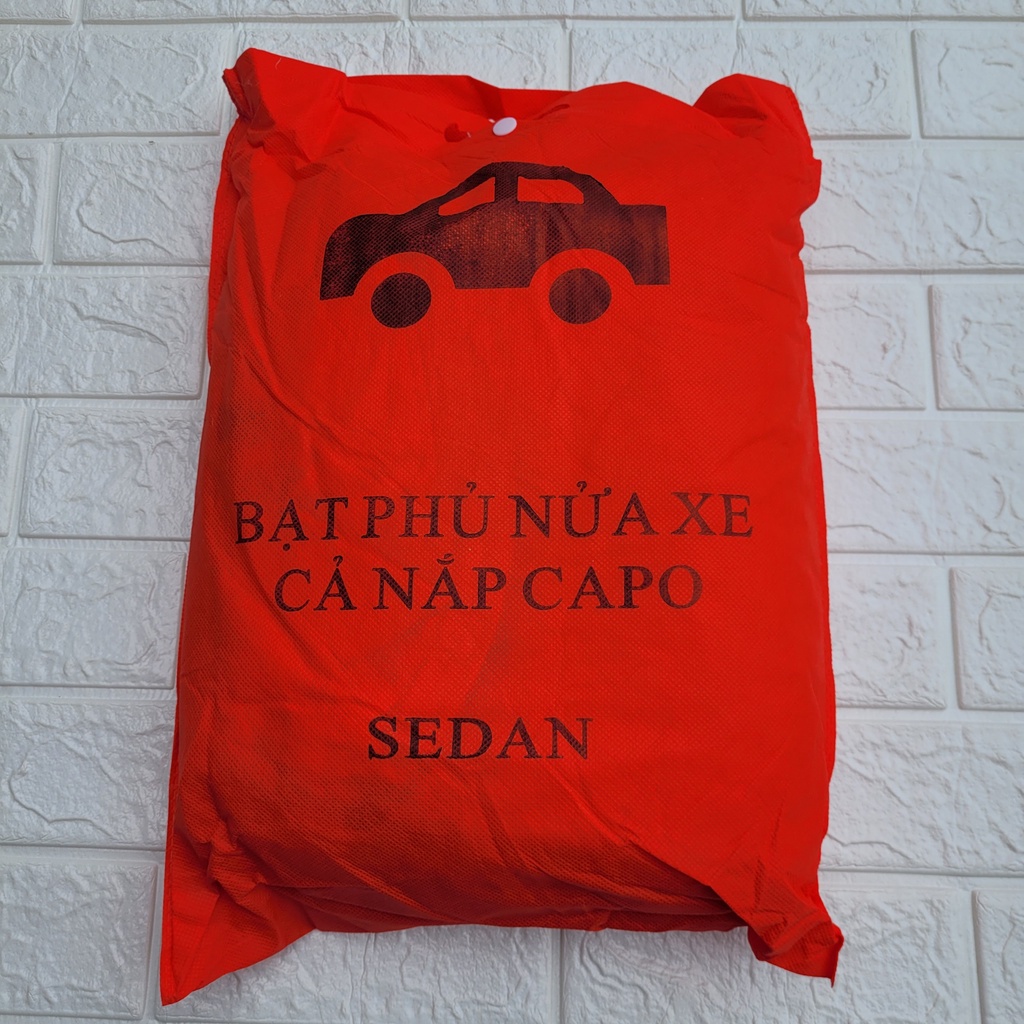 BẠT PHỦ NỬA XE
CẢ NẮP CAPO
SEDAN